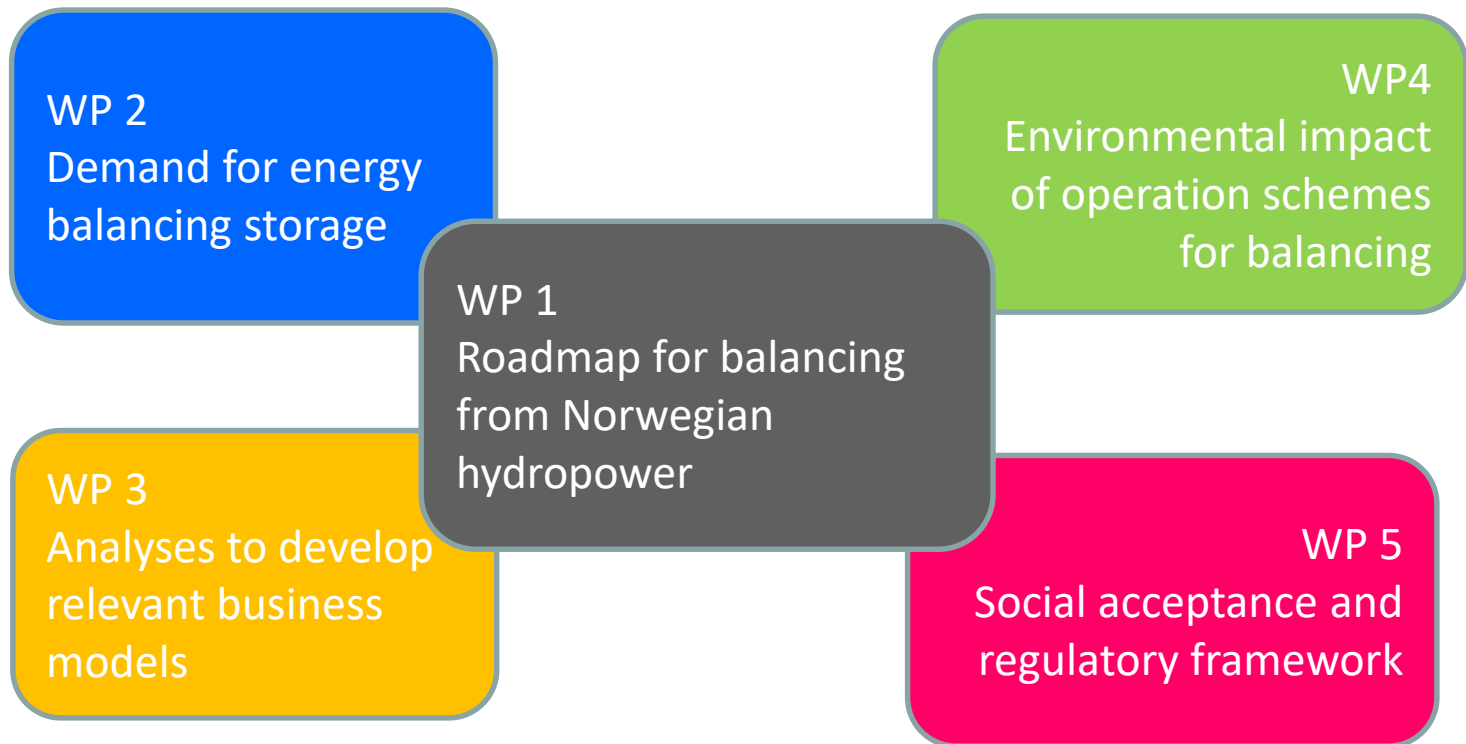 WP 2
Demand for energy
balancing storage
WP4
Environmental impact
of operation schemes
for balancing
WP 1
Roadmap for balancing
from Norwegian
hydropower
WP 3
Analyses to develop
relevant business
models
WP 5
Social acceptance and
regulatory framework